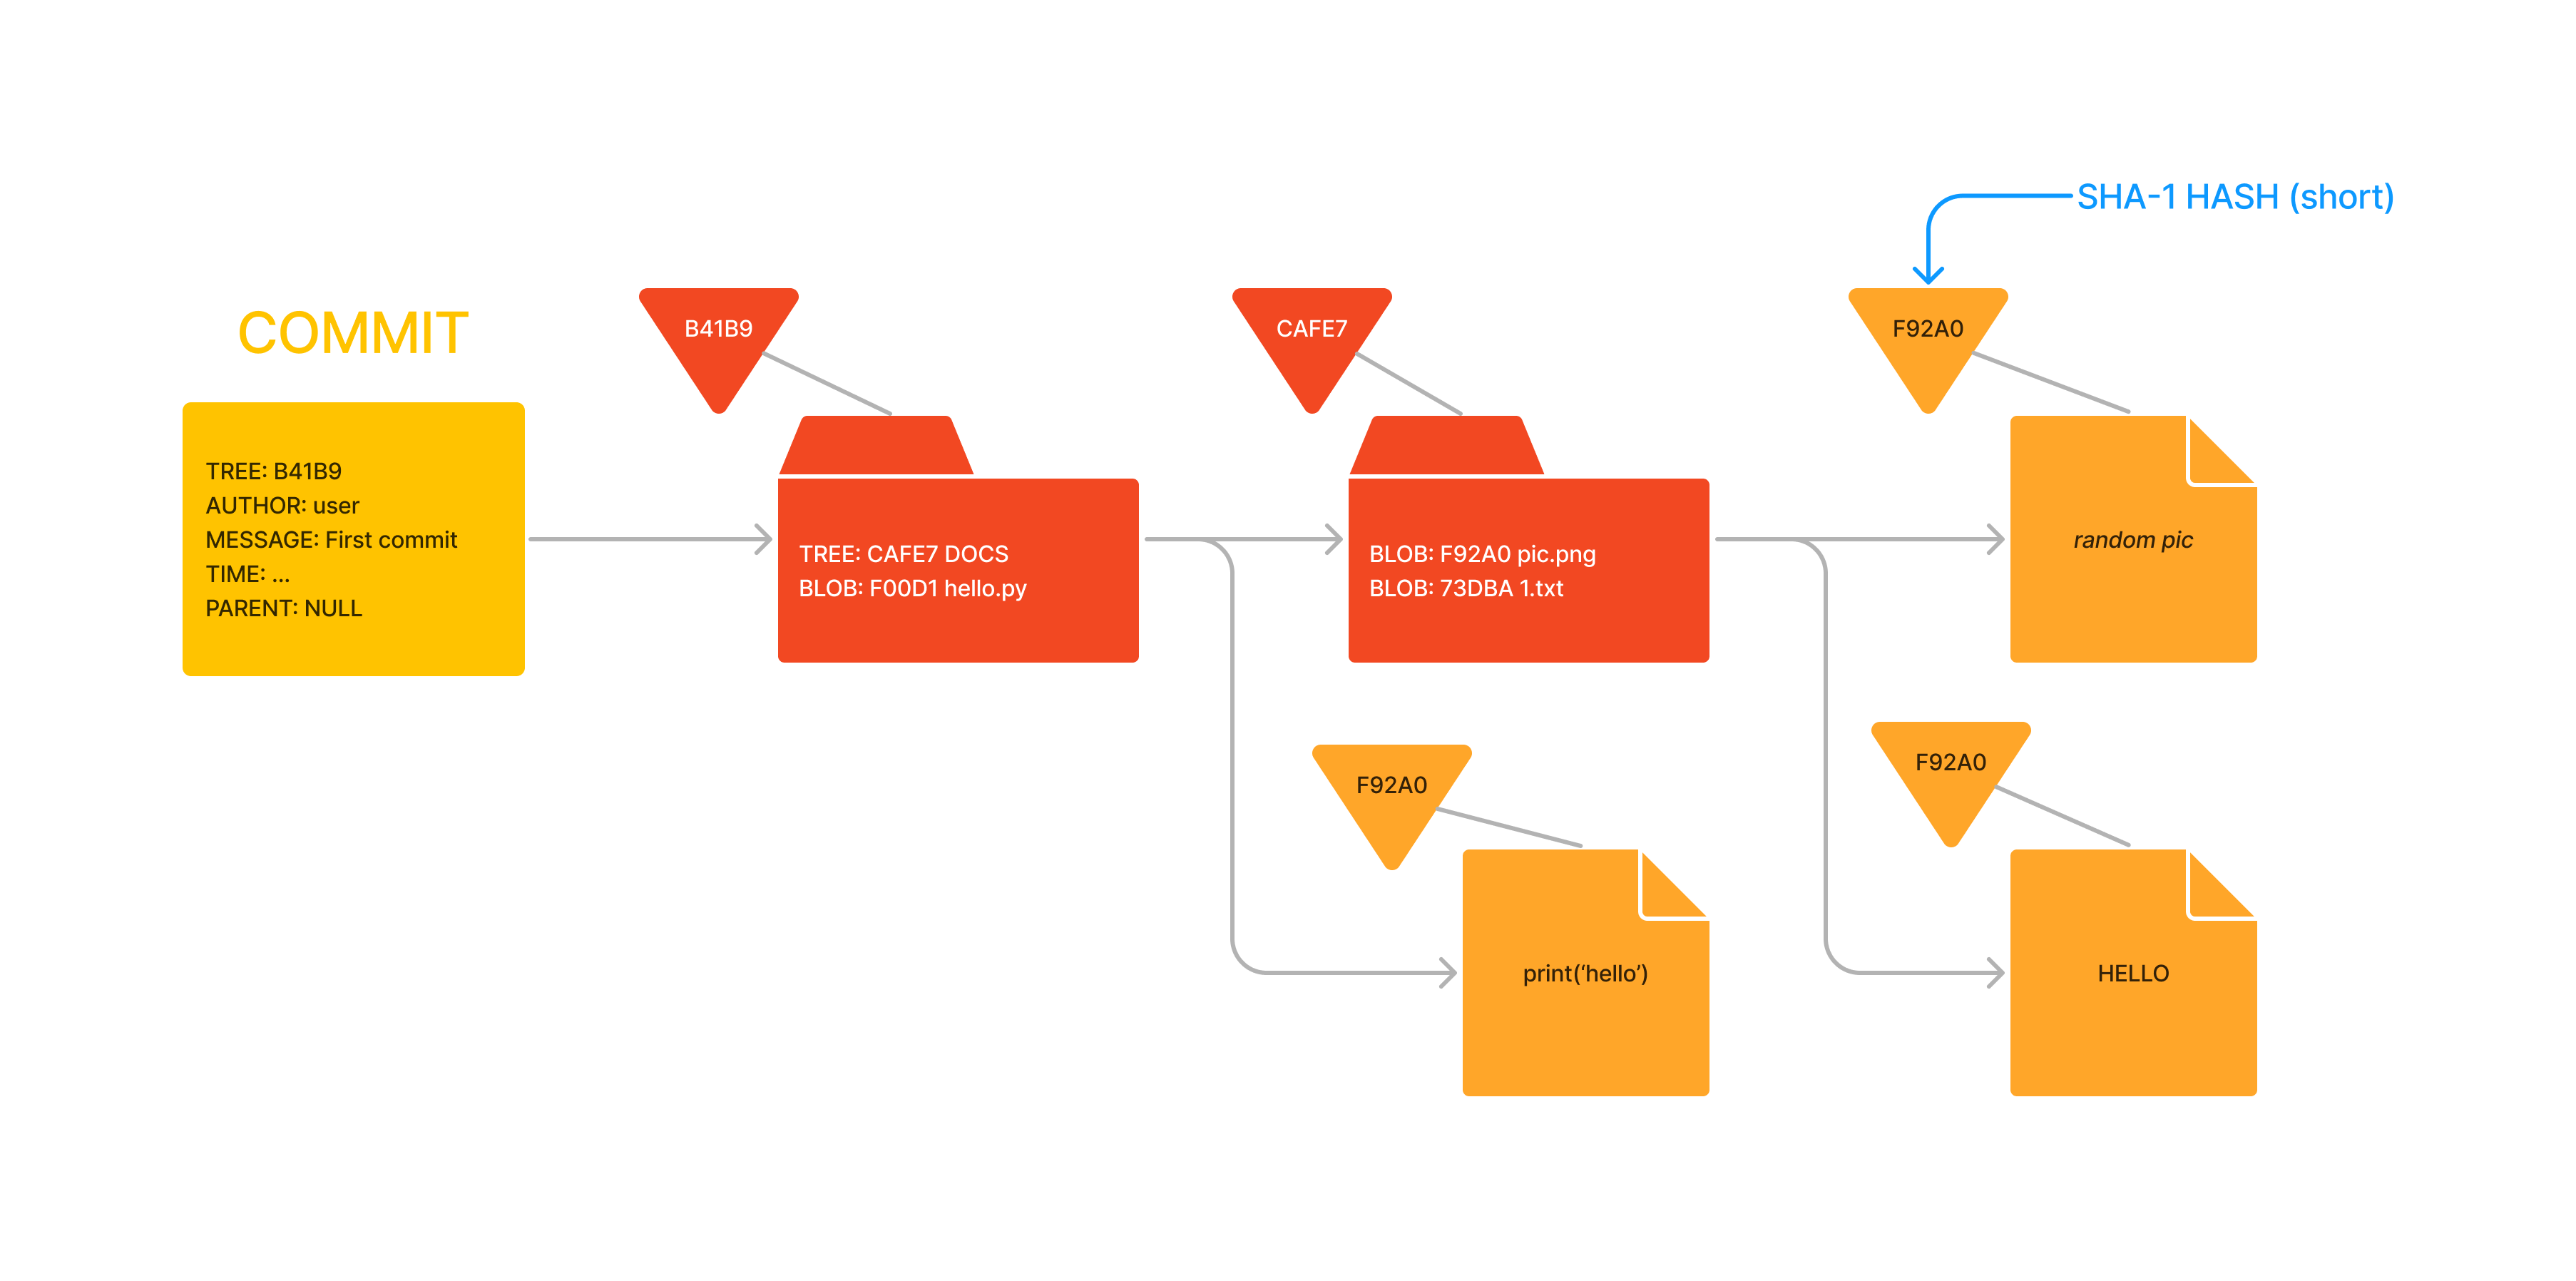 SHA-1 HASH (short)
COMMIT
B41B9
CAFE7
F92A0
TREE: B41B9
AUTHOR: user
MESSAGE: First commit
TIME: ...
PARENT: NULL
TREE: CAFE7 DOCS
BLOB: F00D1 hello.py
BLOB: F92A0 pic.png
BLOB: 73DBA 1.txt
random pic
F92A0
print(‘hello’)
F92A0
HELLO